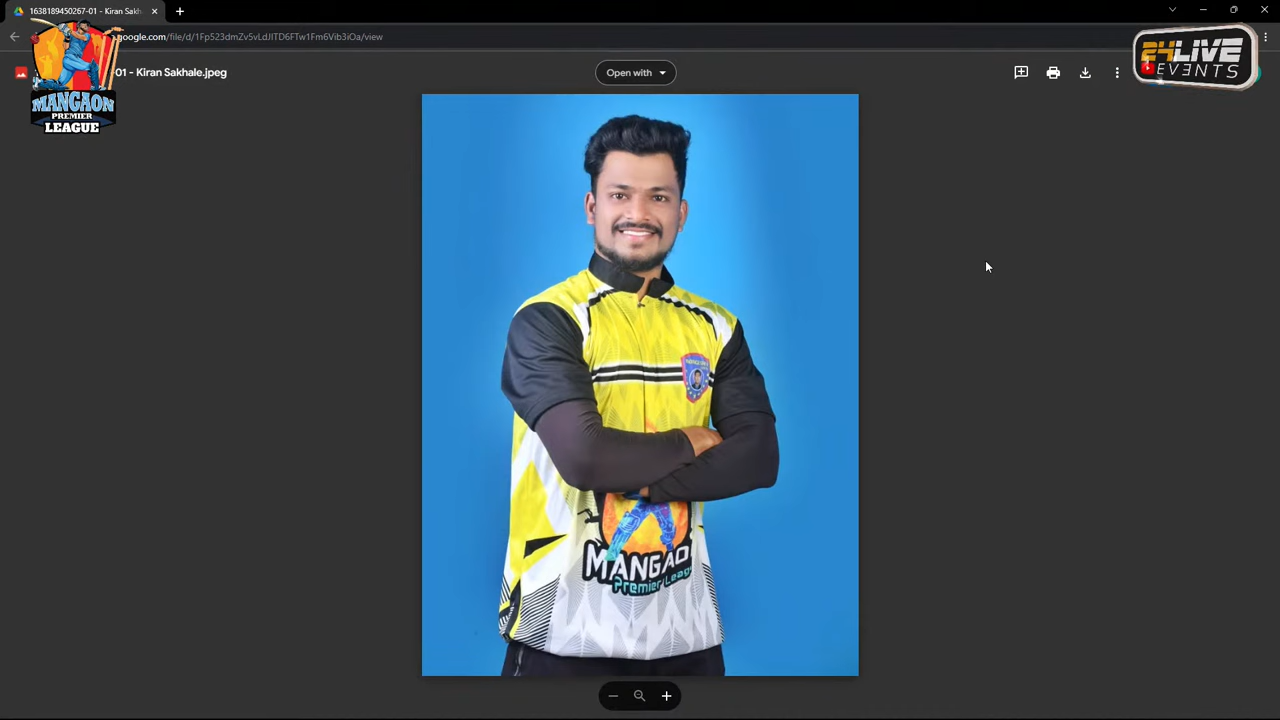 1638189450267-01 - Kiran Sakh
google.com/file/d/1Fp523dmZv5vLdJITD6FTw1Fm6Vib3iOa/view
01 - Kiran Sakhale.jpeg
Open with
MANGAON
PREMIER
LEAGUE
24LIVE
EVENTS
MANGAO
Premier Leag